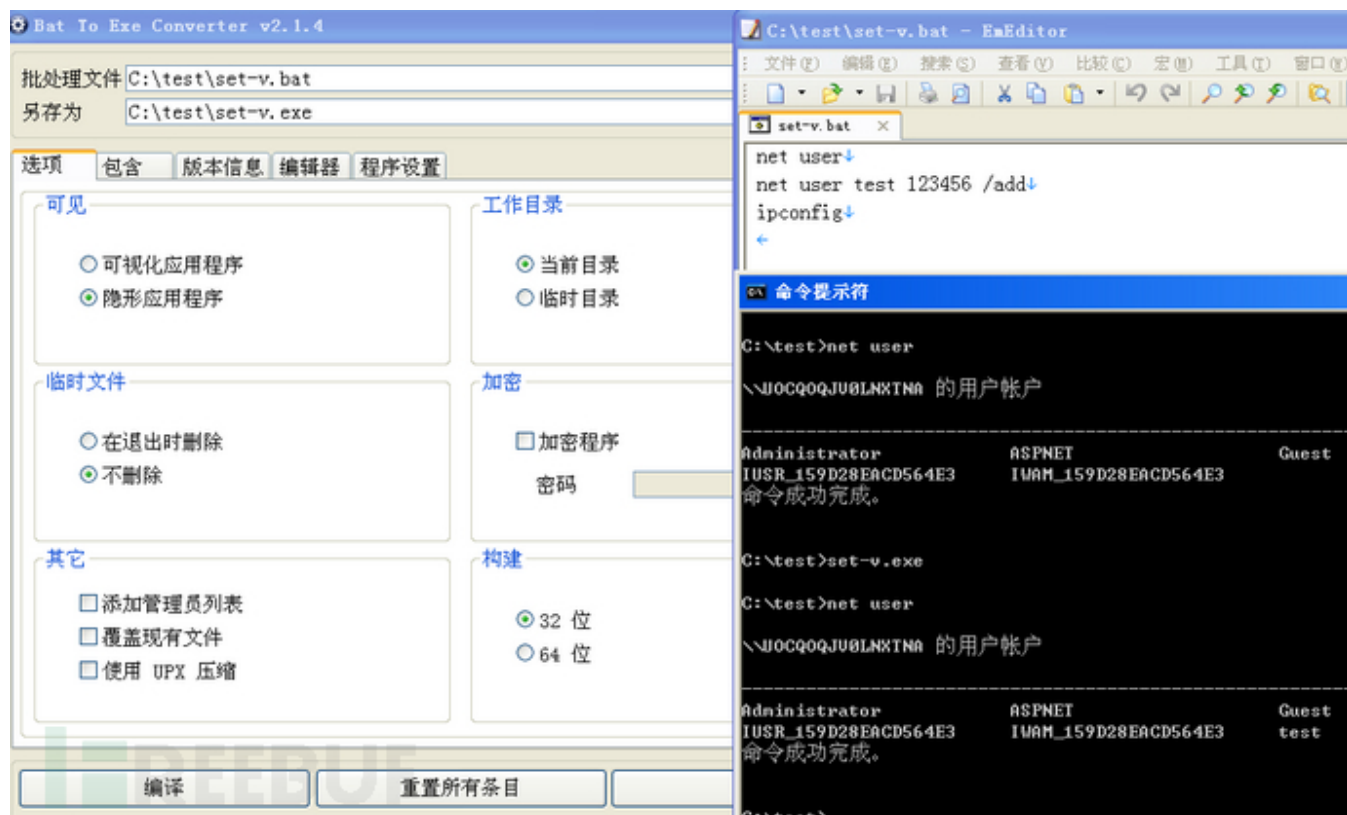 Bat To Exe Converter v2.1.4
批处理文件 C:\test\set-v.bat
另存为 C:\test\set-v.exe
选项 包含 版本信息 编辑器 程序设置
可见
可视化应用程序
隐形应用程序
工作目录
当前目录
临时目录
临时文件
在退出时删除
不删除
加密
加密程序
密码
其它
添加管理员列表
覆盖现有文件
使用 UPX 压缩
构建
32 位
64 位
编译 重置所有条目
REEBUF
C:\test\set-v.bat - EmEditor
文件(F) 编辑(E) 搜索(S) 查看(V) 比较(C) 宏(M) 工具(T) 窗口(W)
set-v.bat
net user↓
net user test 123456 /add↓
ipconfig↓
←
命令提示符
C:\test>net user
的用户帐户
Administrator ASPNET Guest
IUSR_159D28EACD564E3 IWAM_159D28EACD564E3
命令成功完成。
C:\test>set-v.exe
C:\test>net user
的用户帐户
Administrator ASPNET Guest
IUSR_159D28EACD564E3 IWAM_159D28EACD564E3 test
命令成功完成。
C:\test>